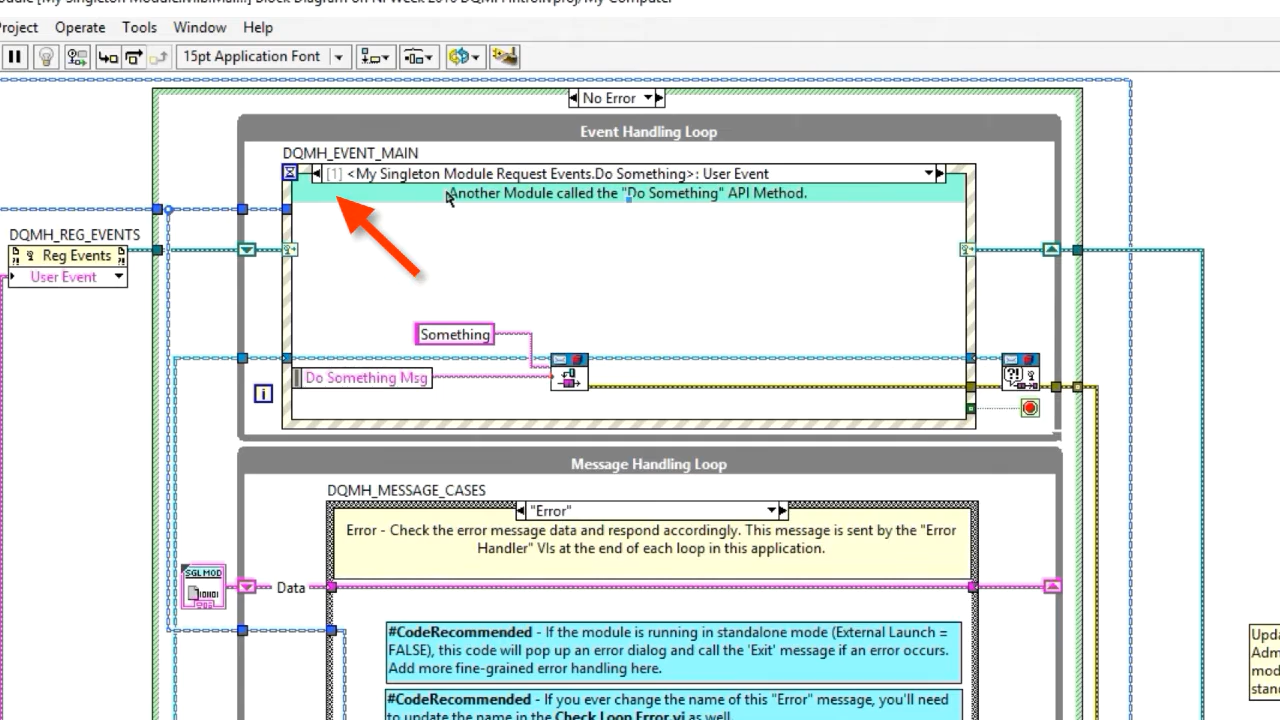 Project Operate Tools Window Help
15pt Application Font
No Error
Event Handling Loop
DQMH_EVENT_MAIN
[1] <My Singleton Module Request Events.Do Something>: User Event
Another Module called the "Do Something" API Method.
DQMH_REG_EVENTS
Reg Events
User Event
Something
Do Something Msg
i
?!
Message Handling Loop
DQMH_MESSAGE_CASES
"Error"
Error - Check the error message data and respond accordingly. This message is sent by the "Error
Handler" VIs at the end of each loop in this application.
SGL MOD
Data
#CodeRecommended - If the module is running in standalone mode (External Launch =
FALSE), this code will pop up an error dialog and call the 'Exit' message if an error occurs.
Add more fine-grained error handling here.
#CodeRecommended - If you ever change the name of this "Error" message, you'll need
to update the name in the Check Loop Error.vi as well.
Upda
Adm
mod
stan